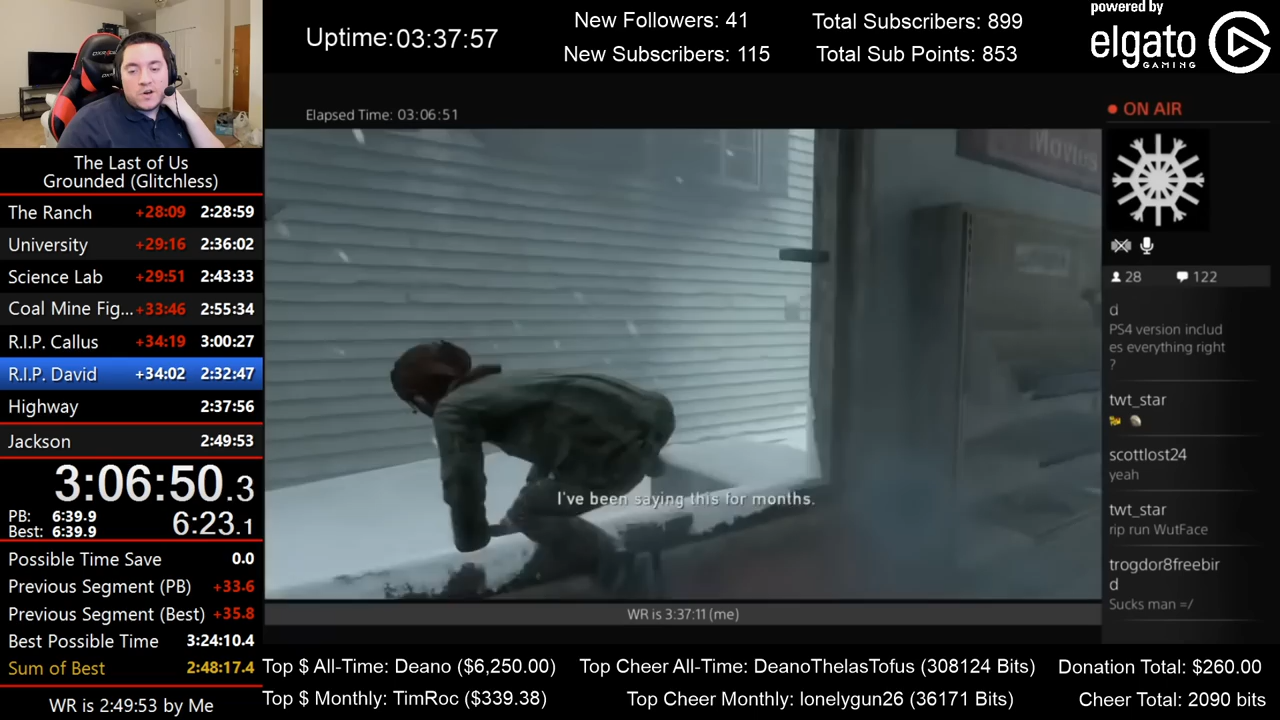 Uptime: 03:37:57
New Followers: 41
New Subscribers: 115
Total Subscribers: 899
Total Sub Points: 853
powered by
elgato
GAMING
The Last of Us
Grounded (Glitchless)
The Ranch +28:09 2:28:59
University +29:16 2:36:02
Science Lab +29:51 2:43:33
Coal Mine Fig... +33:46 2:55:34
R.I.P. Callus +34:19 3:00:27
R.I.P. David +34:02 2:32:47
Highway 2:37:56
Jackson 2:49:53
3:06:50.3
PB: 6:39.9
Best: 6:39.9
6:23.1
Possible Time Save 0.0
Previous Segment (PB) +33.6
Previous Segment (Best) +35.8
Best Possible Time 3:24:10.4
Sum of Best 2:48:17.4
WR is 2:49:53 by Me
Elapsed Time: 03:06:51
I've been saying this for months.
WR is 3:37:11 (me)
ON AIR
28 122
d
PS4 version includ
es everything right
?
twt_star
scottlost24
yeah
twt_star
rip run WutFace
trogdor8freebir
d
Sucks man =/
Top $ All-Time: Deano ($6,250.00)
Top Cheer All-Time: DeanoThelasTofus (308124 Bits)
Donation Total: $260.00
Top $ Monthly: TimRoc ($339.38)
Top Cheer Monthly: lonelygun26 (36171 Bits)
Cheer Total: 2090 bits